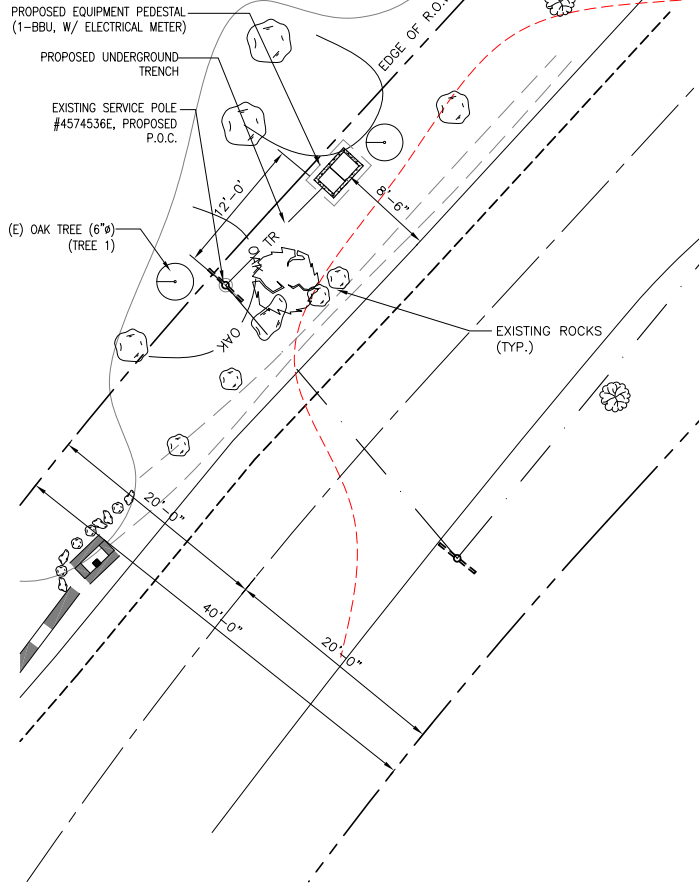 PROPOSED EQUIPMENT PEDESTAL
(1-BBU, W/ ELECTRICAL METER)
PROPOSED UNDERGROUND
TRENCH
EXISTING SERVICE POLE
#4574536E, PROPOSED
P.O.C.
(E) OAK TREE (6"ø)
(TREE 1)
EDGE OF R.O.
12'-0"
8'-6"
OAK TR
OAK
EXISTING ROCKS
(TYP.)
20'-0"
40'-0"
20'-0"